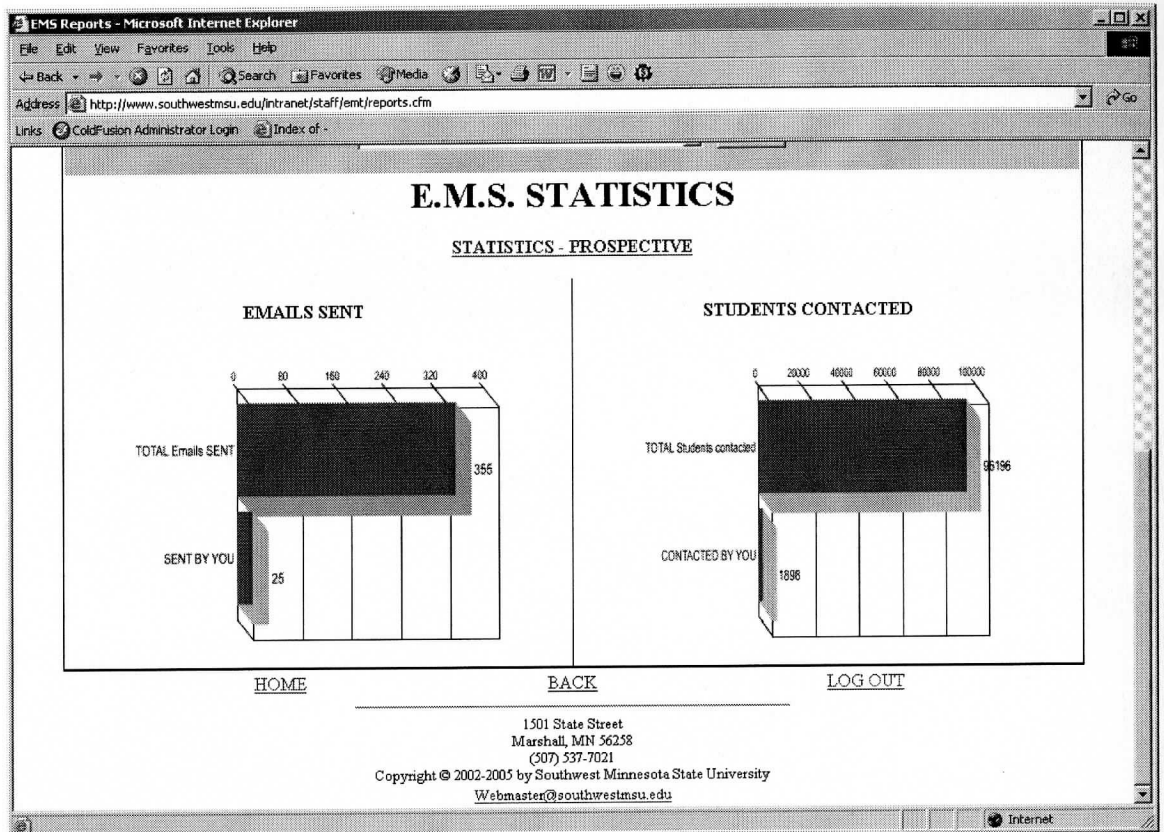 EMS Reports - Microsoft Internet Explorer
File Edit View Favorites Tools Help
Back Search Favorites Media
Address http://www.southwestmsu.edu/intranet/staff/emt/reports.cfm Go
Links ColdFusion Administrator Login Index of -
E.M.S. STATISTICS
STATISTICS - PROSPECTIVE
EMAILS SENT
0 80 160 240 320 400
TOTAL Emails SENT
355
SENT BY YOU
25
STUDENTS CONTACTED
0 20000 40000 60000 80000 100000
TOTAL Students contacted
96196
CONTACTED BY YOU
1898
HOME BACK LOG OUT
1501 State Street
Marshall, MN 56258
(507) 537-7021
Copyright © 2002-2005 by Southwest Minnesota State University
Webmaster@southwestmsu.edu
Internet